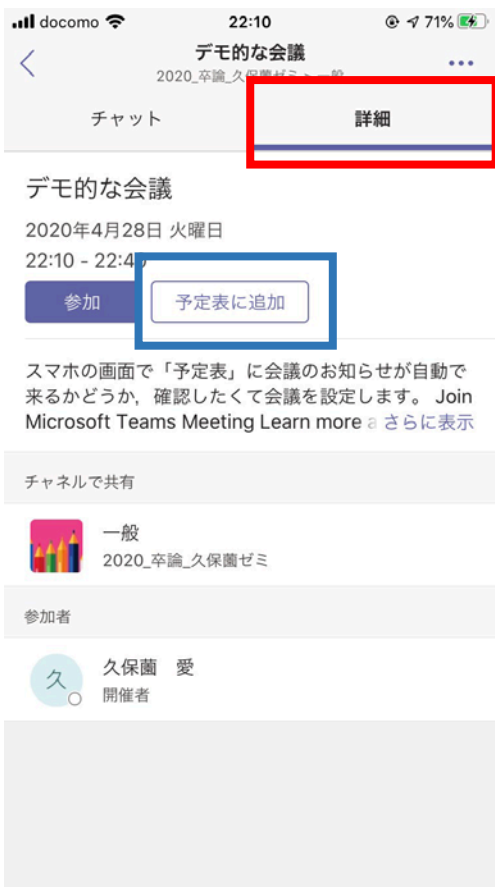 docomo 22:10 71%
デモ的な会議
2020_卒論_久保薗ゼミ > 一般
チャット 詳細
デモ的な会議
2020年4月28日 火曜日
22:10 - 22:40
参加 予定表に追加
スマホの画面で「予定表」に会議のお知らせが自動で
来るかどうか，確認したくて会議を設定します。 Join
Microsoft Teams Meeting Learn more a さらに表示
チャネルで共有
一般
2020_卒論_久保薗ゼミ
参加者
久
久保薗 愛
開催者